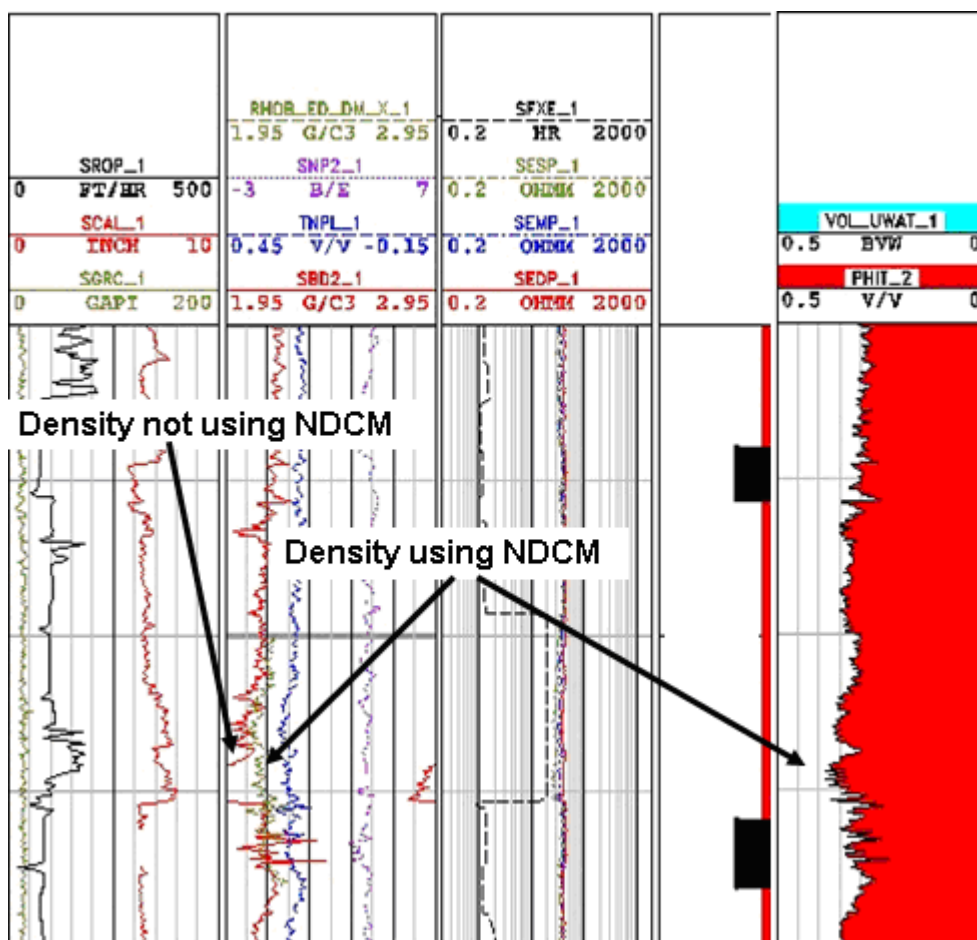 SROP_1
0 FT/HR 500
SCAL_1
0 INCH 10
SGRC_1
0 GAPI 200
RHOB_ED_DM_X_1
1.95 G/C3 2.95
SNP2_1
-3 B/E 7
TNPL_1
0.45 V/V -0.15
SBD2_1
1.95 G/C3 2.95
SFXE_1
0.2 HR 2000
SESP_1
0.2 OHMM 2000
SEMP_1
0.2 OHMM 2000
SEDP_1
0.2 OHMM 2000
VOL_UWAT_1
0.5 BVW 0
PHIT_2
0.5 V/V 0
Density not using NDCM
Density using NDCM